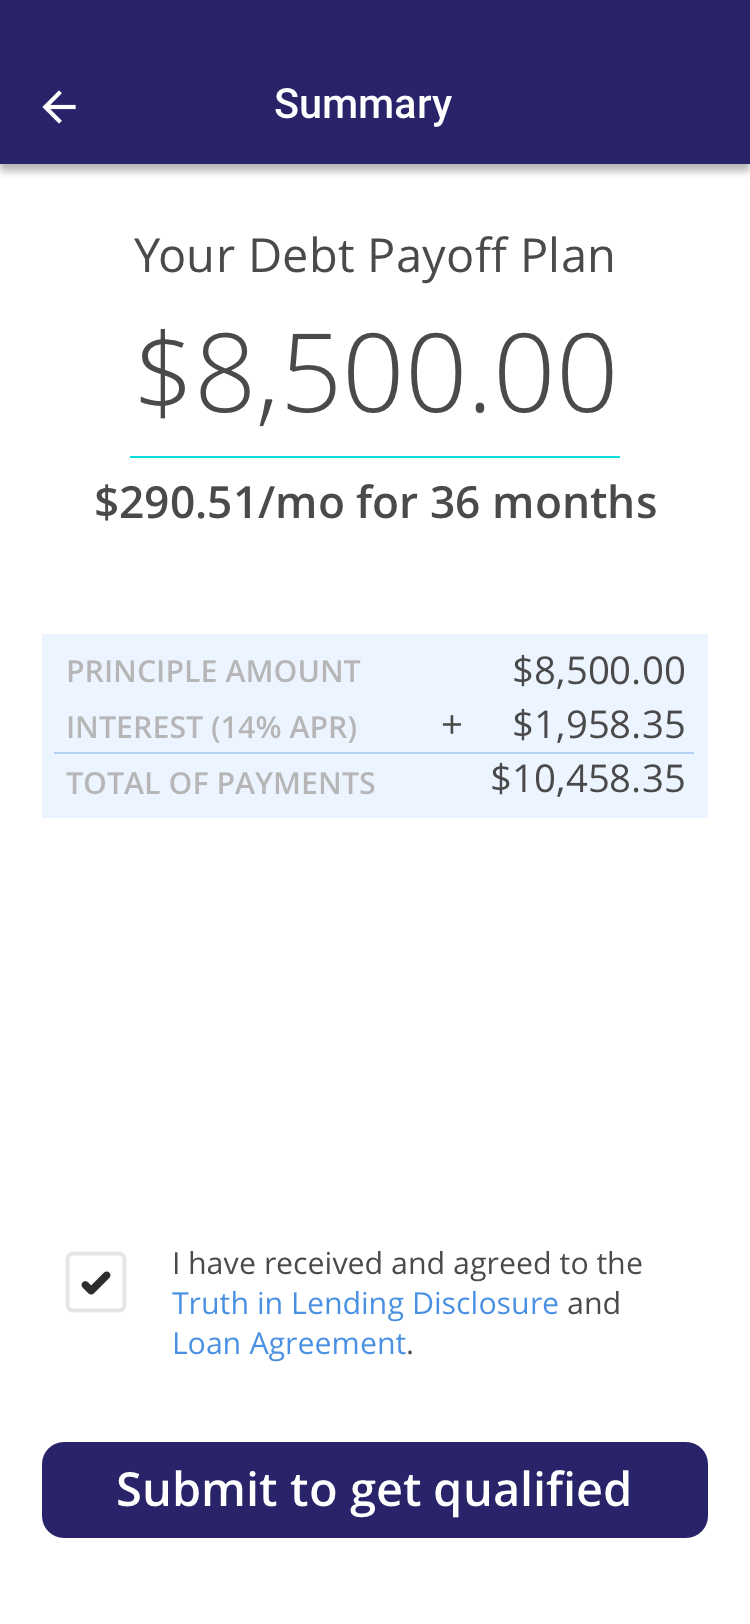 Summary
Your Debt Payoff Plan
$8,500.00
$290.51/mo for 36 months
PRINCIPLE AMOUNT $8,500.00
INTEREST (14% APR) + $1,958.35
TOTAL OF PAYMENTS $10,458.35
I have received and agreed to the
Truth in Lending Disclosure and
Loan Agreement.
Submit to get qualified